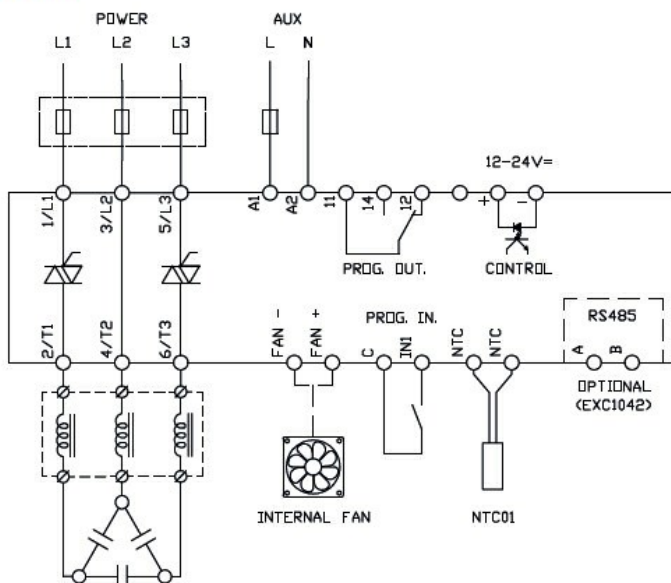 POWER AUX
L1 L2 L3 L N
12-24V=
1/L1 3/L2 5/L3 A1 A2 11 14 12 + -
PROG. OUT. CONTROL
2/T1 4/T2 6/T3 FAN - FAN + PROG. IN. C IN1 NTC NTC RS485 A B
OPTIONAL
(EXC1042)
INTERNAL FAN NTC01